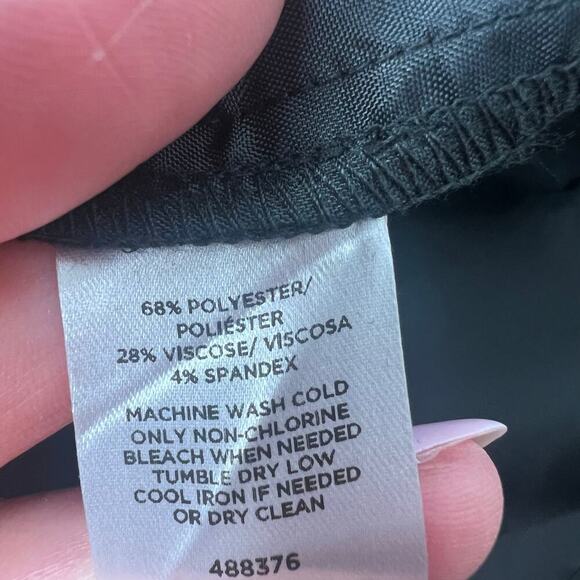 68% POLYESTER/
POLIÉSTER
28% VISCOSE/ VISCOSA
4% SPANDEX
MACHINE WASH COLD
ONLY NON-CHLORINE
BLEACH WHEN NEEDED
TUMBLE DRY LOW
COOL IRON IF NEEDED
OR DRY CLEAN
488376